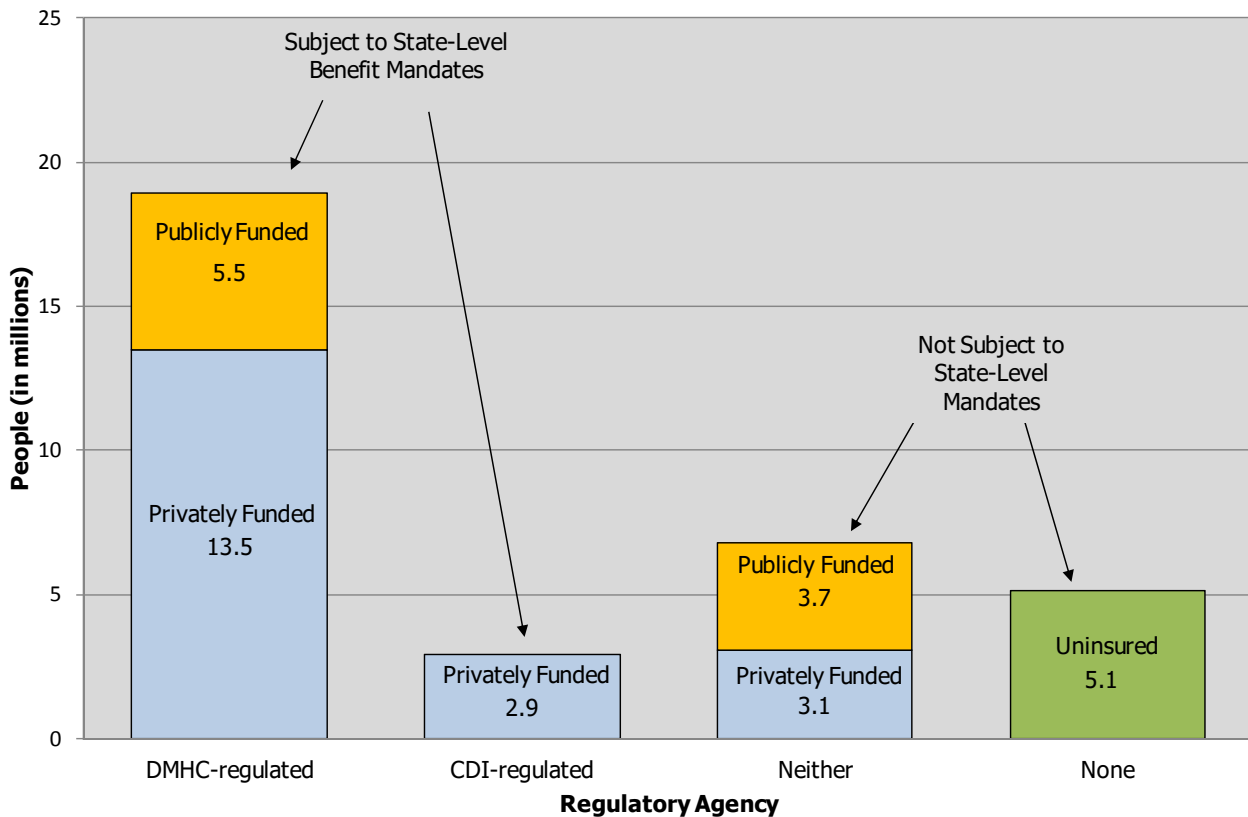 25
20
15
10
5
0
People (in millions)
Subject to State-Level
Benefit Mandates
Not Subject to
State-Level
Mandates
Publicly Funded
5.5
Privately Funded
13.5
Privately Funded
2.9
Publicly Funded
3.7
Privately Funded
3.1
Uninsured
5.1
DMHC-regulated
CDI-regulated
Neither
None
Regulatory Agency